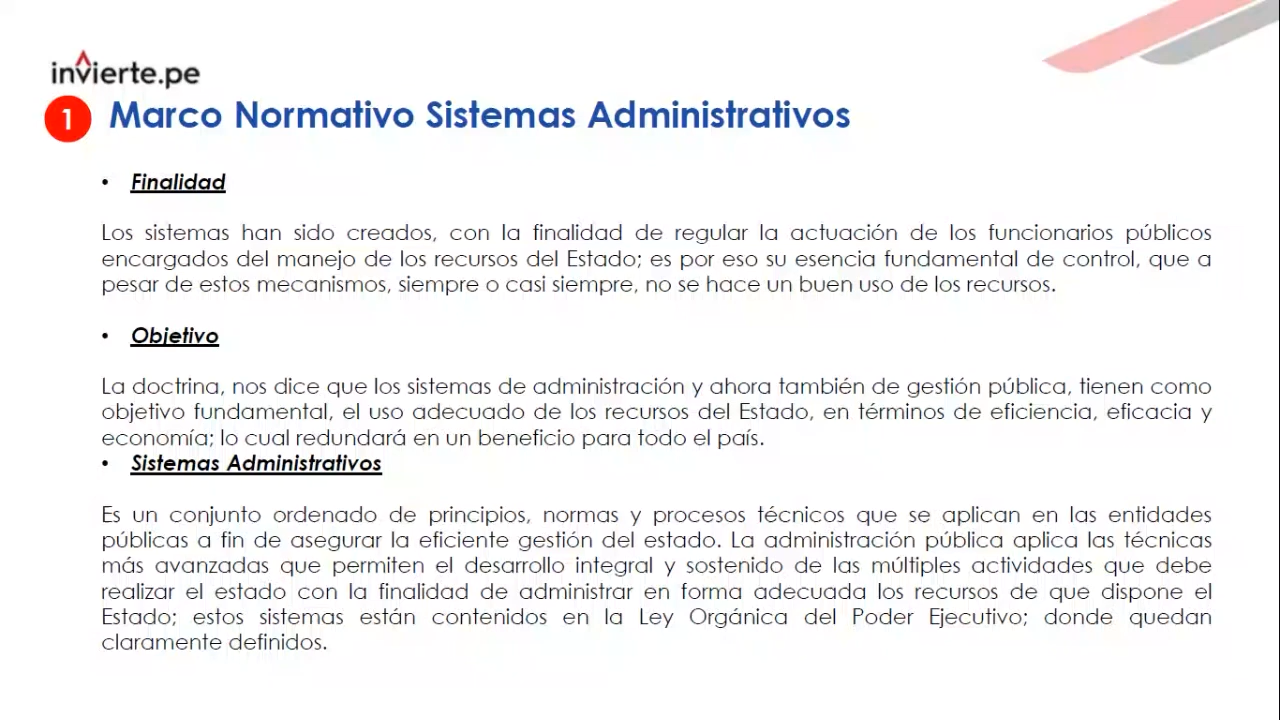 invierte.pe
1 Marco Normativo Sistemas Administrativos
• Finalidad
Los sistemas han sido creados, con la finalidad de regular la actuación de los funcionarios públicos
encargados del manejo de los recursos del Estado; es por eso su esencia fundamental de control, que a
pesar de estos mecanismos, siempre o casi siempre, no se hace un buen uso de los recursos.
• Objetivo
La doctrina, nos dice que los sistemas de administración y ahora también de gestión pública, tienen como
objetivo fundamental, el uso adecuado de los recursos del Estado, en términos de eficiencia, eficacia y
economía; lo cual redundará en un beneficio para todo el país.
• Sistemas Administrativos
Es un conjunto ordenado de principios, normas y procesos técnicos que se aplican en las entidades
públicas a fin de asegurar la eficiente gestión del estado. La administración pública aplica las técnicas
más avanzadas que permiten el desarrollo integral y sostenido de las múltiples actividades que debe
realizar el estado con la finalidad de administrar en forma adecuada los recursos de que dispone el
Estado; estos sistemas están contenidos en la Ley Orgánica del Poder Ejecutivo; donde quedan
claramente definidos.